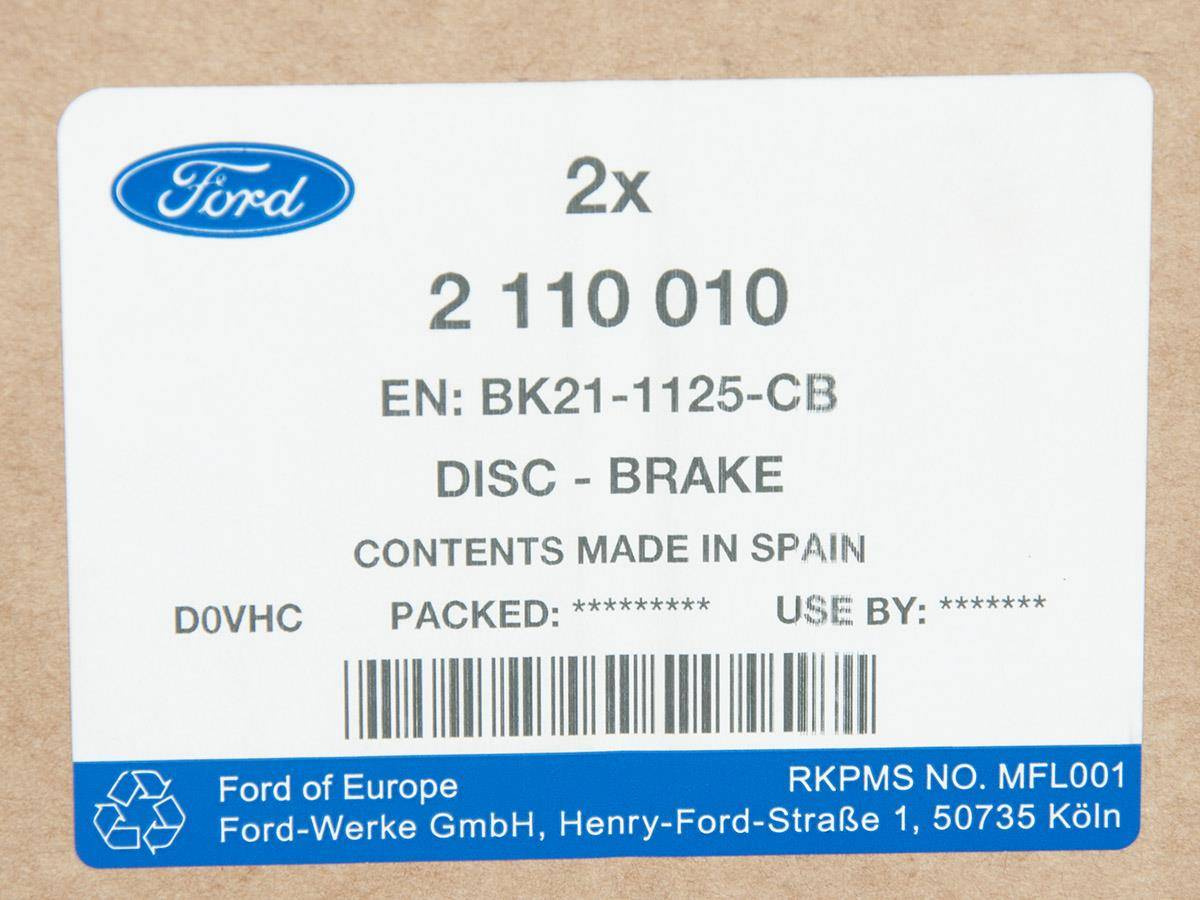 Ford
2x
2 110 010
EN: BK21-1125-CB
DISC - BRAKE
CONTENTS MADE IN SPAIN
D0VHC PACKED: ********* USE BY: *******
Ford of Europe RKPMS NO. MFL001
Ford-Werke GmbH, Henry-Ford-Straße 1, 50735 Köln